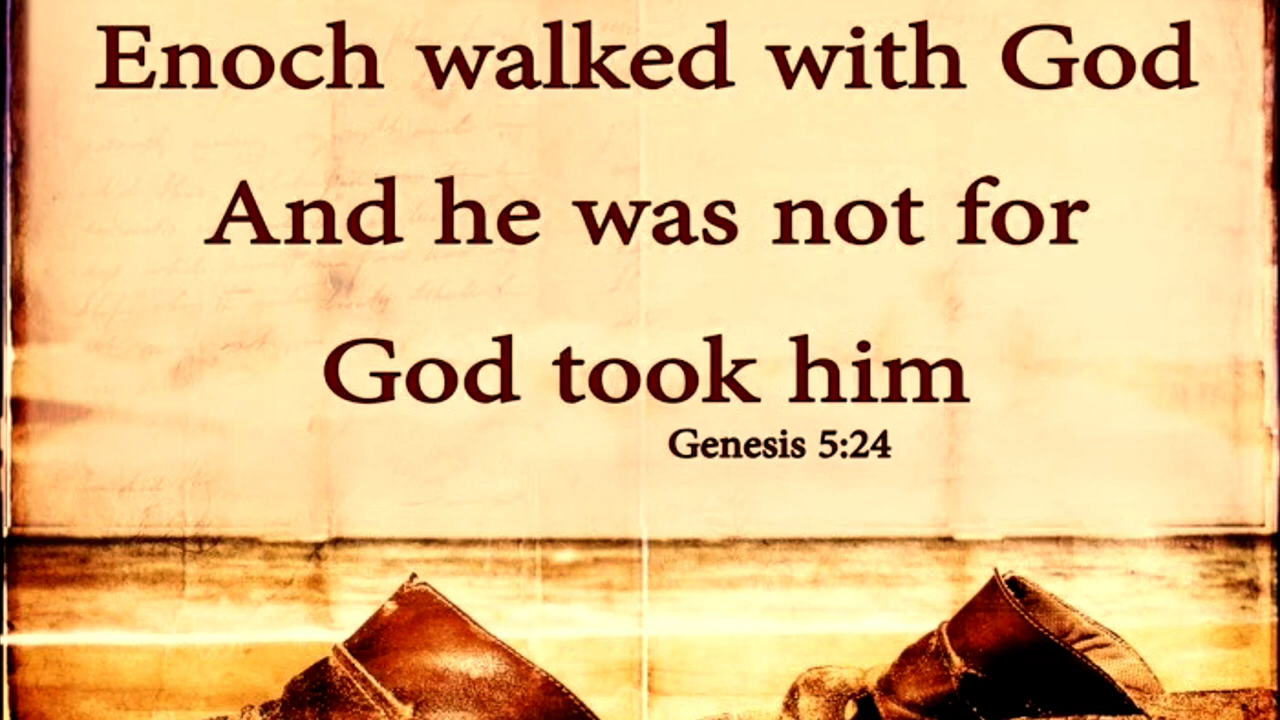 Enoch walked with God
And he was not for
God took him
Genesis 5:24